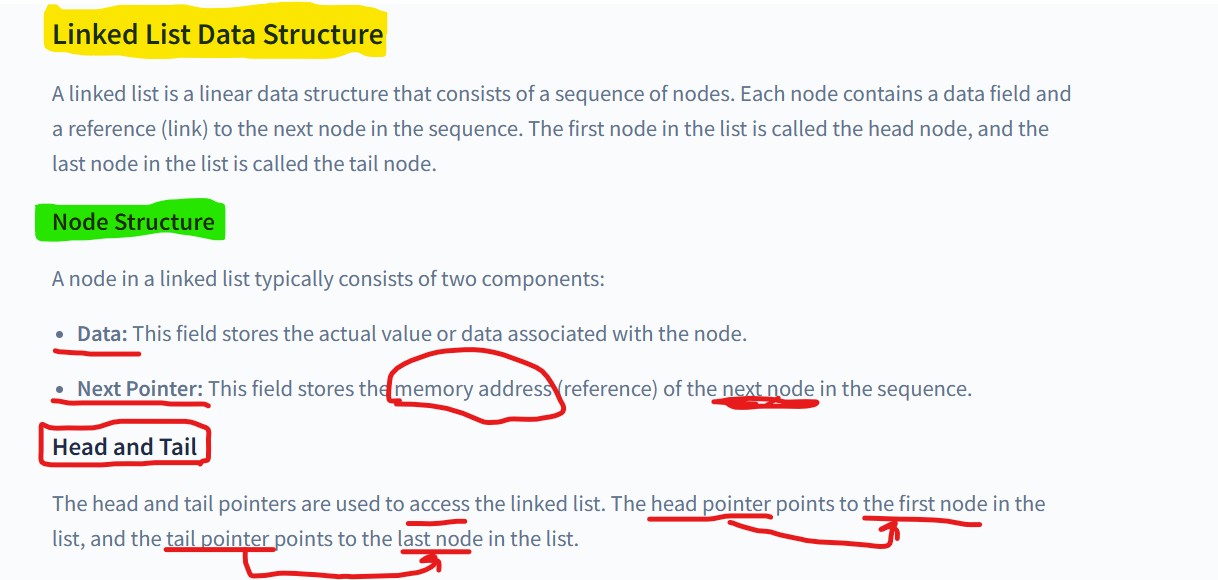 Linked List Data Structure
A linked list is a linear data structure that consists of a sequence of nodes. Each node contains a data field and
a reference (link) to the next node in the sequence. The first node in the list is called the head node, and the
last node in the list is called the tail node.
Node Structure
A node in a linked list typically consists of two components:
• Data: This field stores the actual value or data associated with the node.
• Next Pointer: This field stores the memory address (reference) of the next node in the sequence.
Head and Tail
The head and tail pointers are used to access the linked list. The head pointer points to the first node in the
list, and the tail pointer points to the last node in the list.